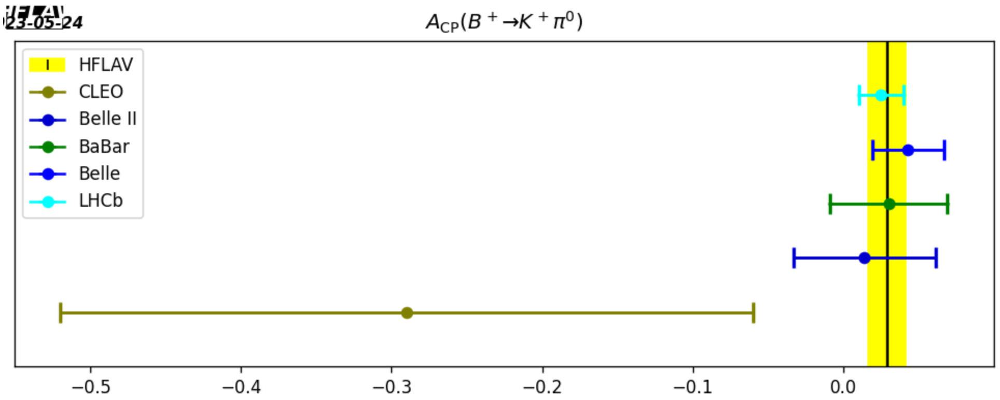 HFLAV
23-05-24
A_CP(B⁺→K⁺π⁰)
HFLAV
CLEO
Belle II
BaBar
Belle
LHCb
−0.5 −0.4 −0.3 −0.2 −0.1 0.0